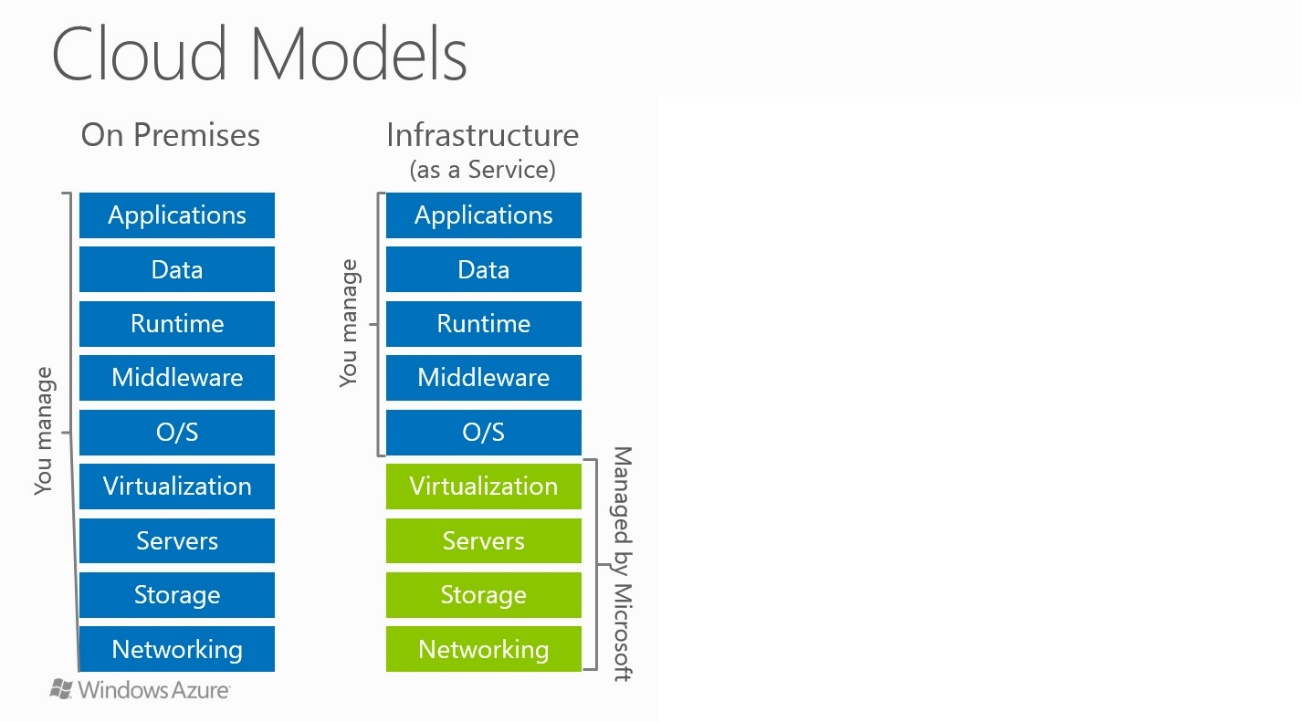 Cloud Models
On Premises
You manage
Applications
Data
Runtime
Middleware
O/S
Virtualization
Servers
Storage
Networking
Infrastructure
(as a Service)
You manage
Applications
Data
Runtime
Middleware
O/S
Virtualization
Servers
Storage
Networking
Managed by Microsoft
Windows Azure